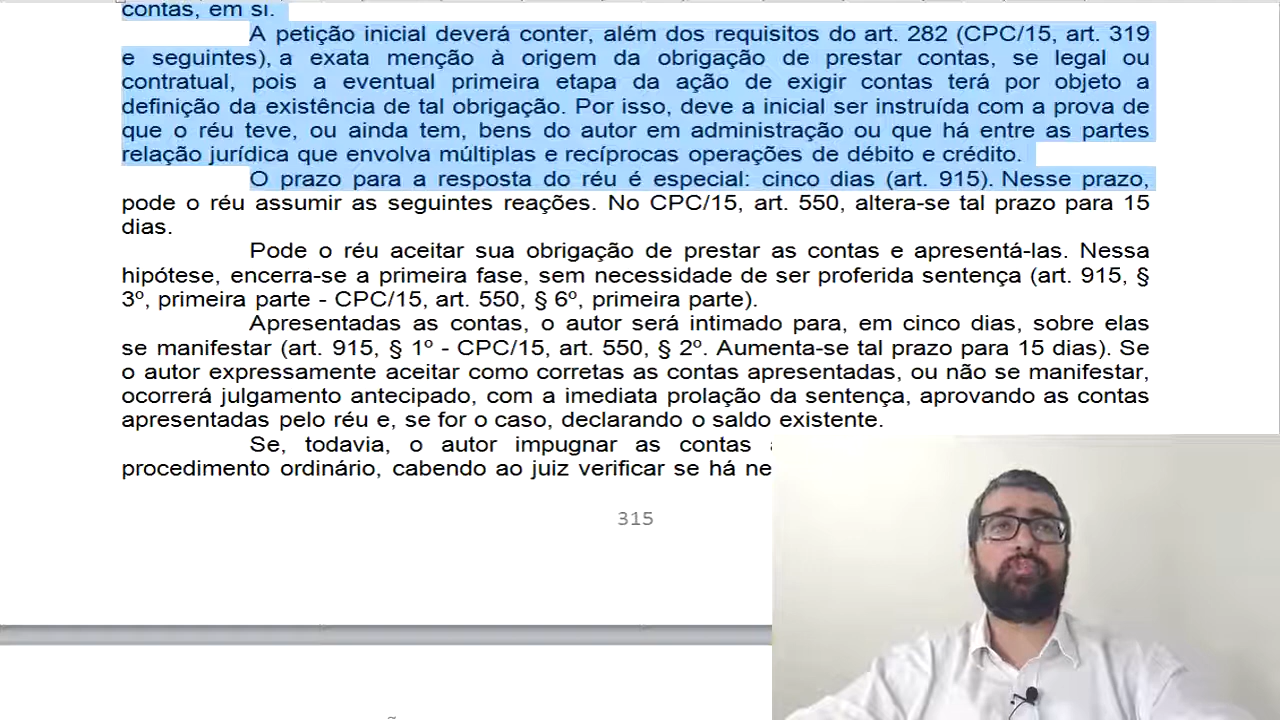 contas, em si.
A petição inicial deverá conter, além dos requisitos do art. 282 (CPC/15, art. 319
e seguintes), a exata menção à origem da obrigação de prestar contas, se legal ou
contratual, pois a eventual primeira etapa da ação de exigir contas terá por objeto a
definição da existência de tal obrigação. Por isso, deve a inicial ser instruída com a prova de
que o réu teve, ou ainda tem, bens do autor em administração ou que há entre as partes
relação jurídica que envolva múltiplas e recíprocas operações de débito e crédito.
O prazo para a resposta do réu é especial: cinco dias (art. 915). Nesse prazo,
pode o réu assumir as seguintes reações. No CPC/15, art. 550, altera-se tal prazo para 15
dias.
Pode o réu aceitar sua obrigação de prestar as contas e apresentá-las. Nessa
hipótese, encerra-se a primeira fase, sem necessidade de ser proferida sentença (art. 915, §
3º, primeira parte - CPC/15, art. 550, § 6º, primeira parte).
Apresentadas as contas, o autor será intimado para, em cinco dias, sobre elas
se manifestar (art. 915, § 1º - CPC/15, art. 550, § 2º. Aumenta-se tal prazo para 15 dias). Se
o autor expressamente aceitar como corretas as contas apresentadas, ou não se manifestar,
ocorrerá julgamento antecipado, com a imediata prolação da sentença, aprovando as contas
apresentadas pelo réu e, se for o caso, declarando o saldo existente.
Se, todavia, o autor impugnar as contas
procedimento ordinário, cabendo ao juiz verificar se há
315